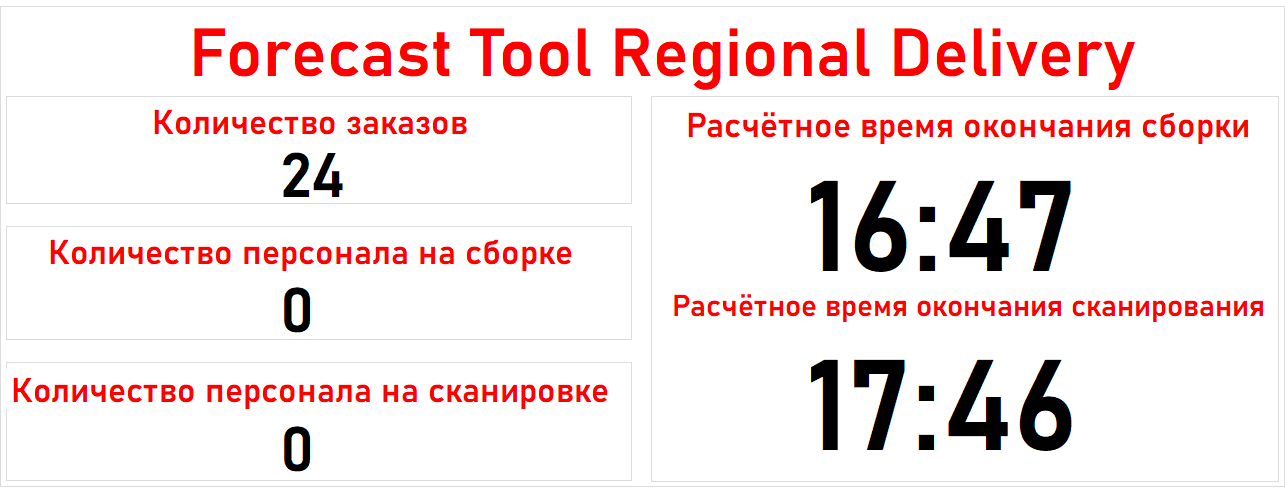 Forecast Tool Regional Delivery
Количество заказов
24
Количество персонала на сборке
0
Количество персонала на сканировке
0
Расчётное время окончания сборки
16:47
Расчётное время окончания сканирования
17:46